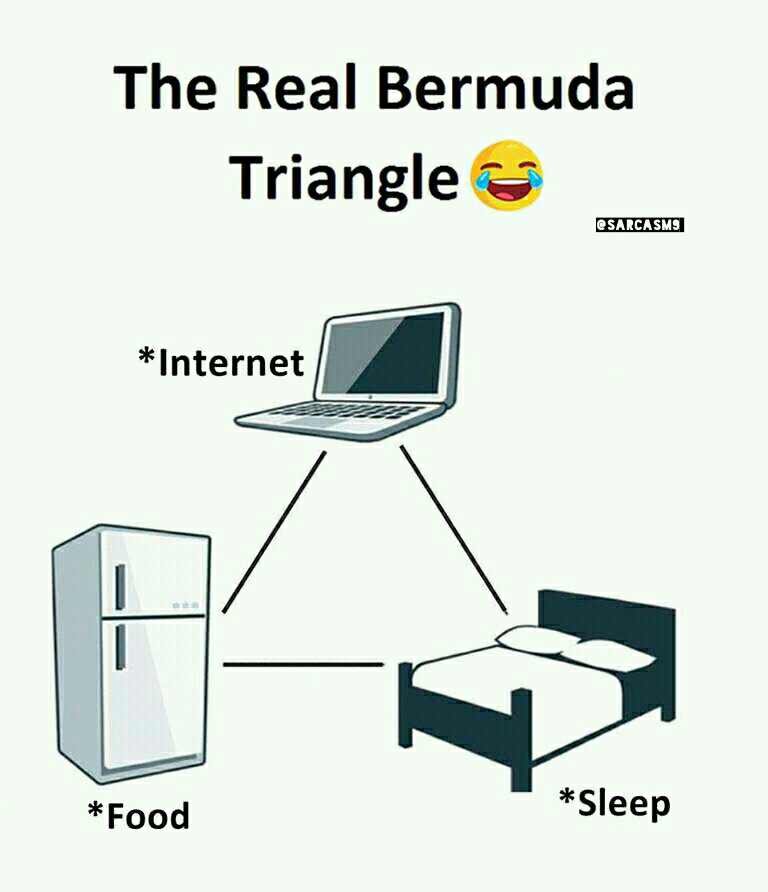 The Real Bermuda
Triangle😂
@SARCASM9
*Internet
*Food
*Sleep